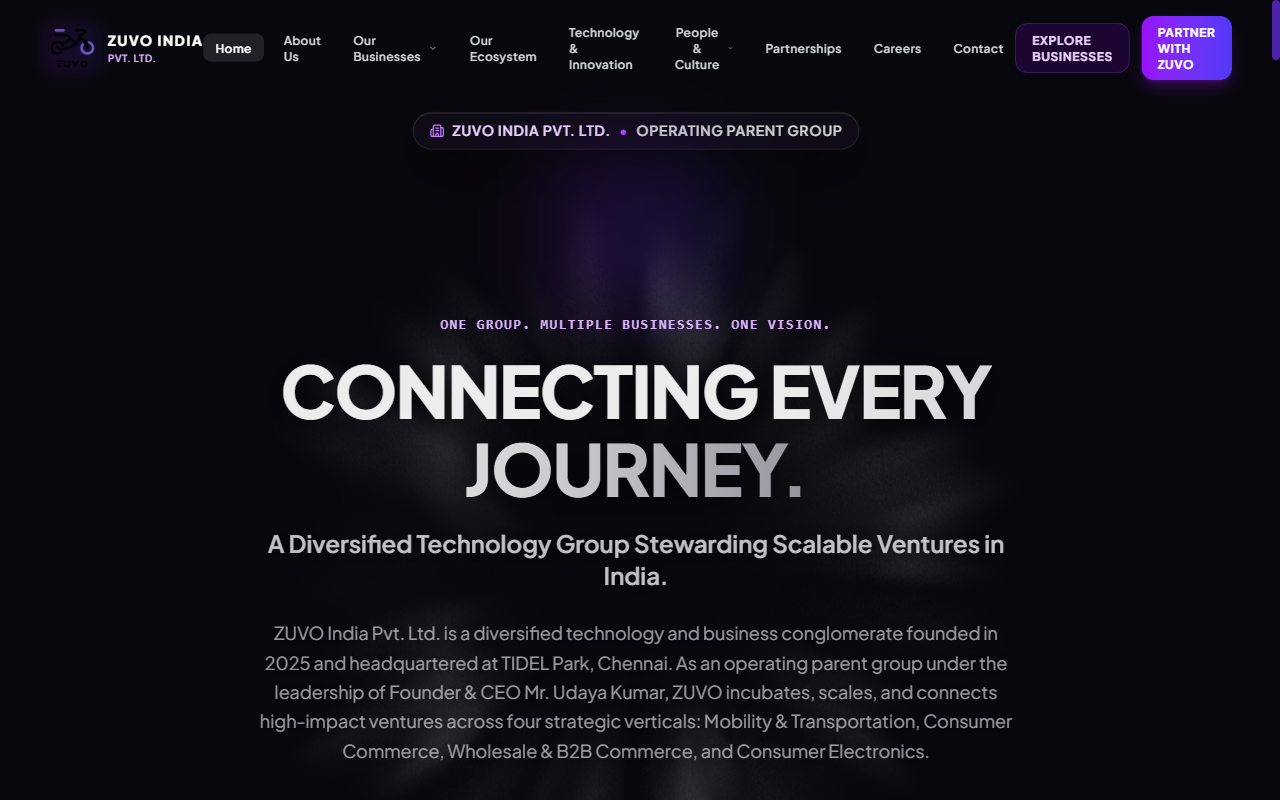 ZUVO
ZUVO INDIA
PVT. LTD.
Home
About
Us
Our
Businesses
Our
Ecosystem
Technology
&
Innovation
People
&
Culture
Partnerships
Careers
Contact
EXPLORE
BUSINESSES
PARTNER
WITH
ZUVO
ZUVO INDIA PVT. LTD. • OPERATING PARENT GROUP
ONE GROUP. MULTIPLE BUSINESSES. ONE VISION.
CONNECTING EVERY
JOURNEY.
A Diversified Technology Group Stewarding Scalable Ventures in
India.
ZUVO India Pvt. Ltd. is a diversified technology and business conglomerate founded in
2025 and headquartered at TIDEL Park, Chennai. As an operating parent group under the
leadership of Founder & CEO Mr. Udaya Kumar, ZUVO incubates, scales, and connects
high-impact ventures across four strategic verticals: Mobility & Transportation, Consumer
Commerce, Wholesale & B2B Commerce, and Consumer Electronics.